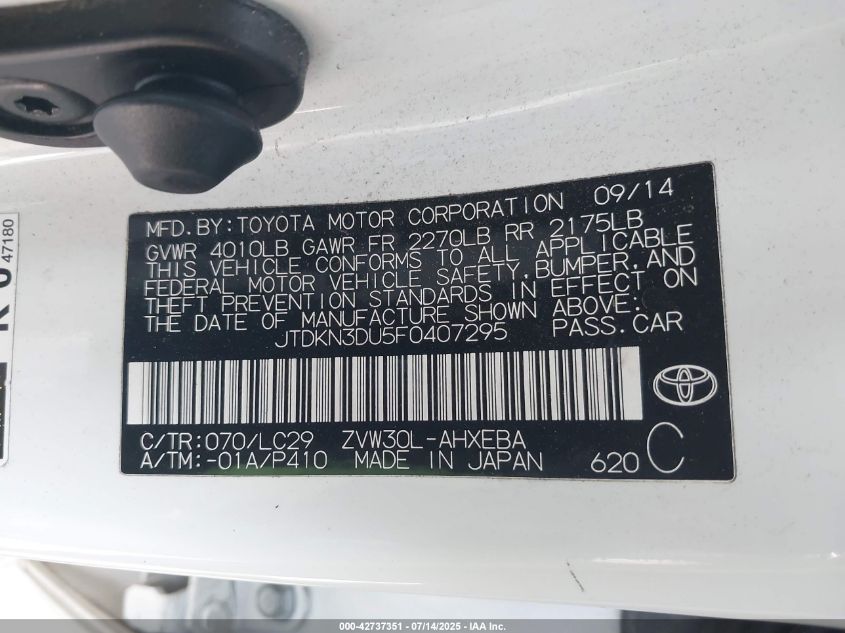 MFD.BY:TOYOTA MOTOR CORPORATION 09/14
GVWR 4010LB GAWR FR 2270LB RR 2175LB
THIS VEHICLE CONFORMS TO ALL APPLICABLE
FEDERAL MOTOR VEHICLE SAFETY,BUMPER,AND
THEFT PREVENTION STANDARDS IN EFFECT ON
THE DATE OF MANUFACTURE SHOWN ABOVE:
JTDKN3DU5F0407295 PASS.CAR
C/TR:070/LC29 ZVW30L-AHXEBA
A/TM:-01A/P410 MADE IN JAPAN 620 C
47180
000-42737351 - 07/14/2025 - IAA Inc.